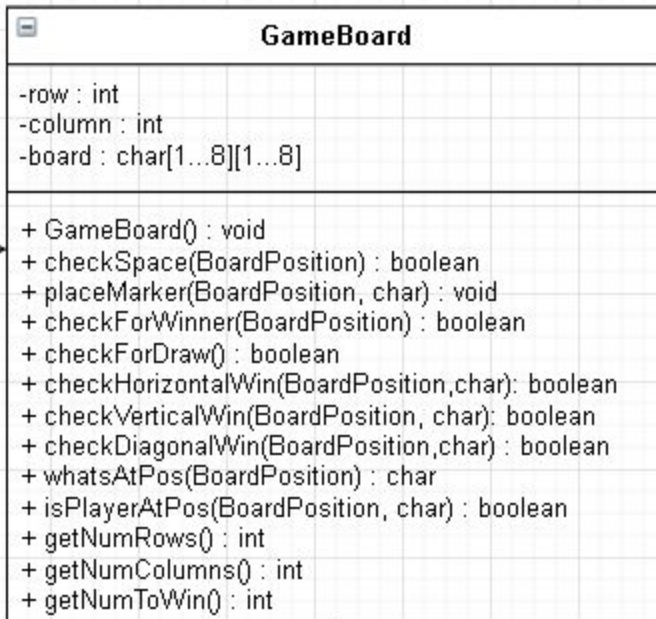 GameBoard
-row : int
-column : int
-board : char[1...8][1...8]
+ GameBoard() : void
+ checkSpace(BoardPosition) : boolean
+ placeMarker(BoardPosition, char) : void
+ checkForWinner(BoardPosition) : boolean
+ checkForDraw() : boolean
+ checkHorizontalWin(BoardPosition,char): boolean
+ checkVerticalWin(BoardPosition, char): boolean
+ checkDiagonalWin(BoardPosition,char) : boolean
+ whatsAtPos(BoardPosition) : char
+ isPlayerAtPos(BoardPosition, char) : boolean
+ getNumRows() : int
+ getNumColumns() : int
+ getNumToWin() : int